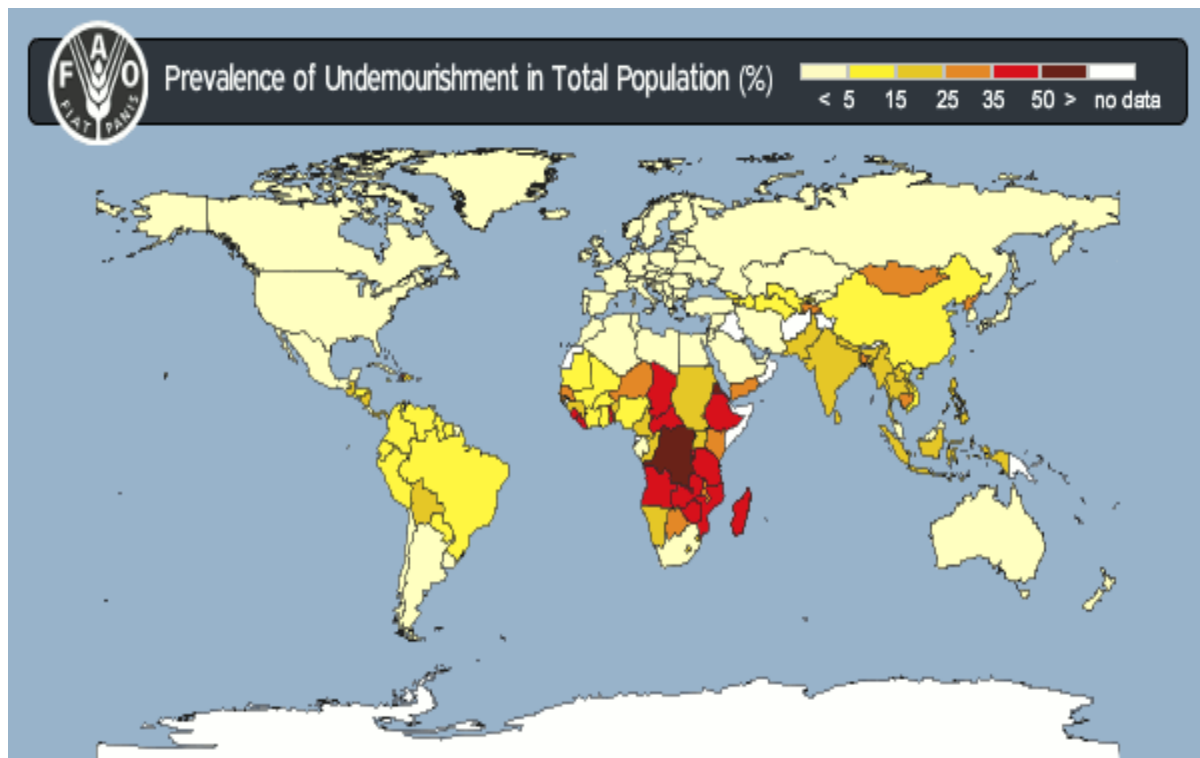 F A O
FIAT PANIS
Prevalence of Undernourishment in Total Population (%)
< 5 15 25 35 50 > no data